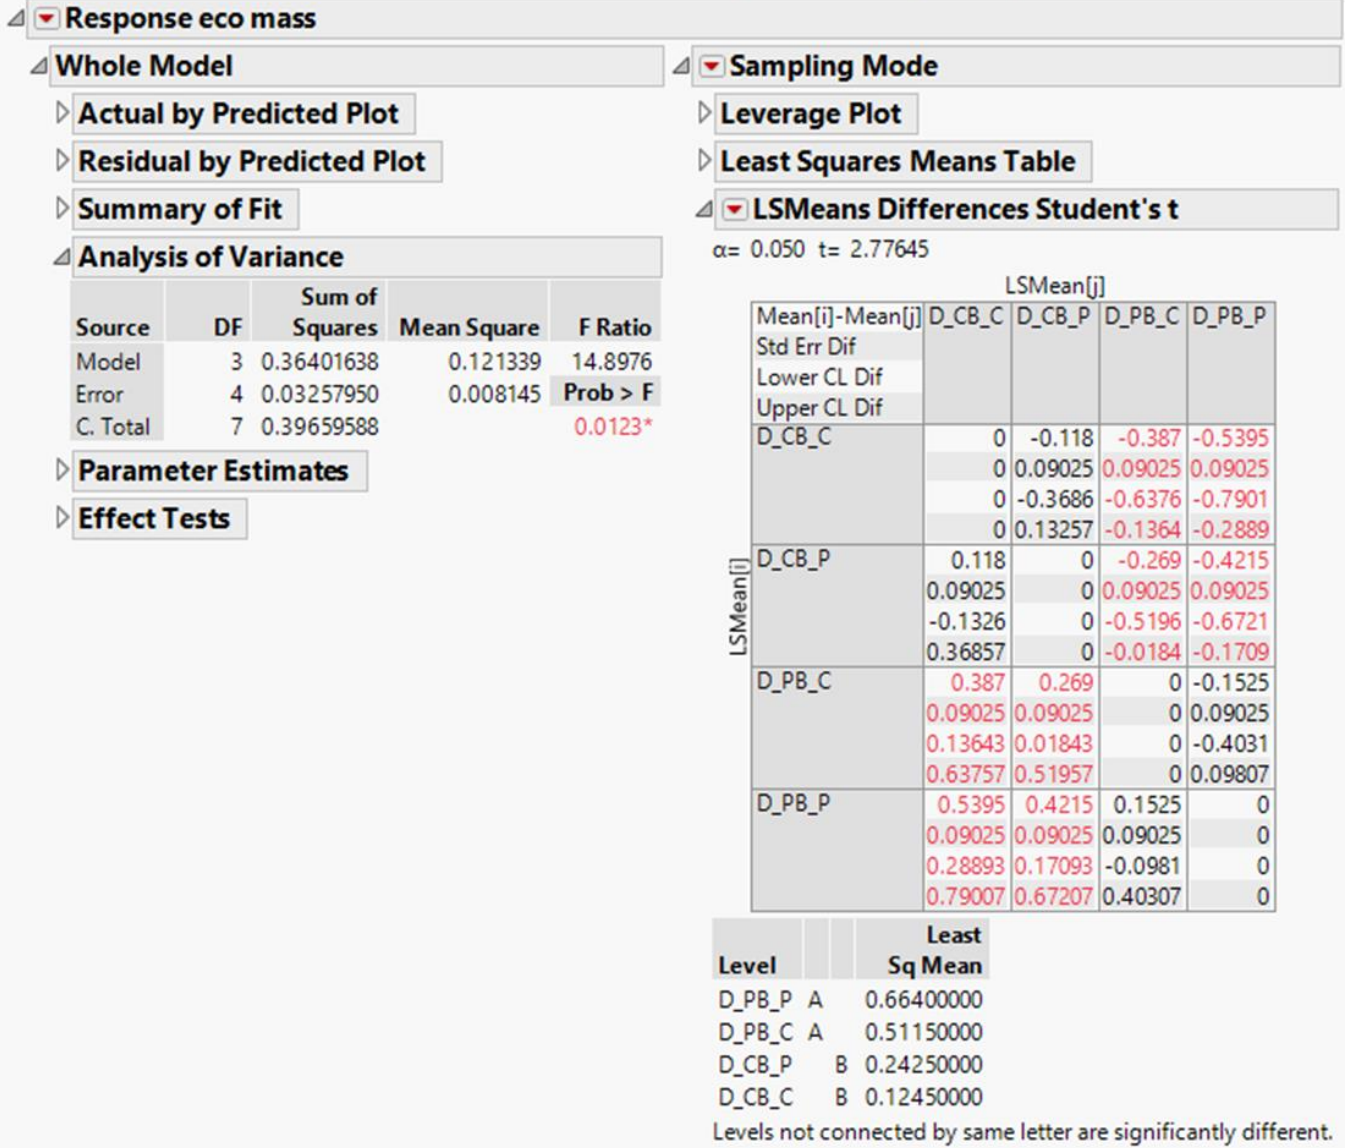 Response eco mass
Whole Model
Actual by Predicted Plot
Residual by Predicted Plot
Summary of Fit
Analysis of Variance
Sum of
Source DF Squares Mean Square F Ratio
Model 3 0.36401638 0.121339 14.8976
Error 4 0.03257950 0.008145 Prob > F
C. Total 7 0.39659588 0.0123*
Parameter Estimates
Effect Tests
Sampling Mode
Leverage Plot
Least Squares Means Table
LSMeans Differences Student's t
α= 0.050 t= 2.77645
LSMean[j]
Mean[i]-Mean[j] D_CB_C D_CB_P D_PB_C D_PB_P
Std Err Dif
Lower CL Dif
Upper CL Dif
LSMean[i]
D_CB_C 0 -0.118 -0.387 -0.5395
0 0.09025 0.09025 0.09025
0 -0.3686 -0.6376 -0.7901
0 0.13257 -0.1364 -0.2889
D_CB_P 0.118 0 -0.269 -0.4215
0.09025 0 0.09025 0.09025
-0.1326 0 -0.5196 -0.6721
0.36857 0 -0.0184 -0.1709
D_PB_C 0.387 0.269 0 -0.1525
0.09025 0.09025 0 0.09025
0.13643 0.01843 0 -0.4031
0.63757 0.51957 0 0.09807
D_PB_P 0.5395 0.4215 0.1525 0
0.09025 0.09025 0.09025 0
0.28893 0.17093 -0.0981 0
0.79007 0.67207 0.40307 0
Least
Level Sq Mean
D_PB_P A 0.66400000
D_PB_C A 0.51150000
D_CB_P B 0.24250000
D_CB_C B 0.12450000
Levels not connected by same letter are significantly different.